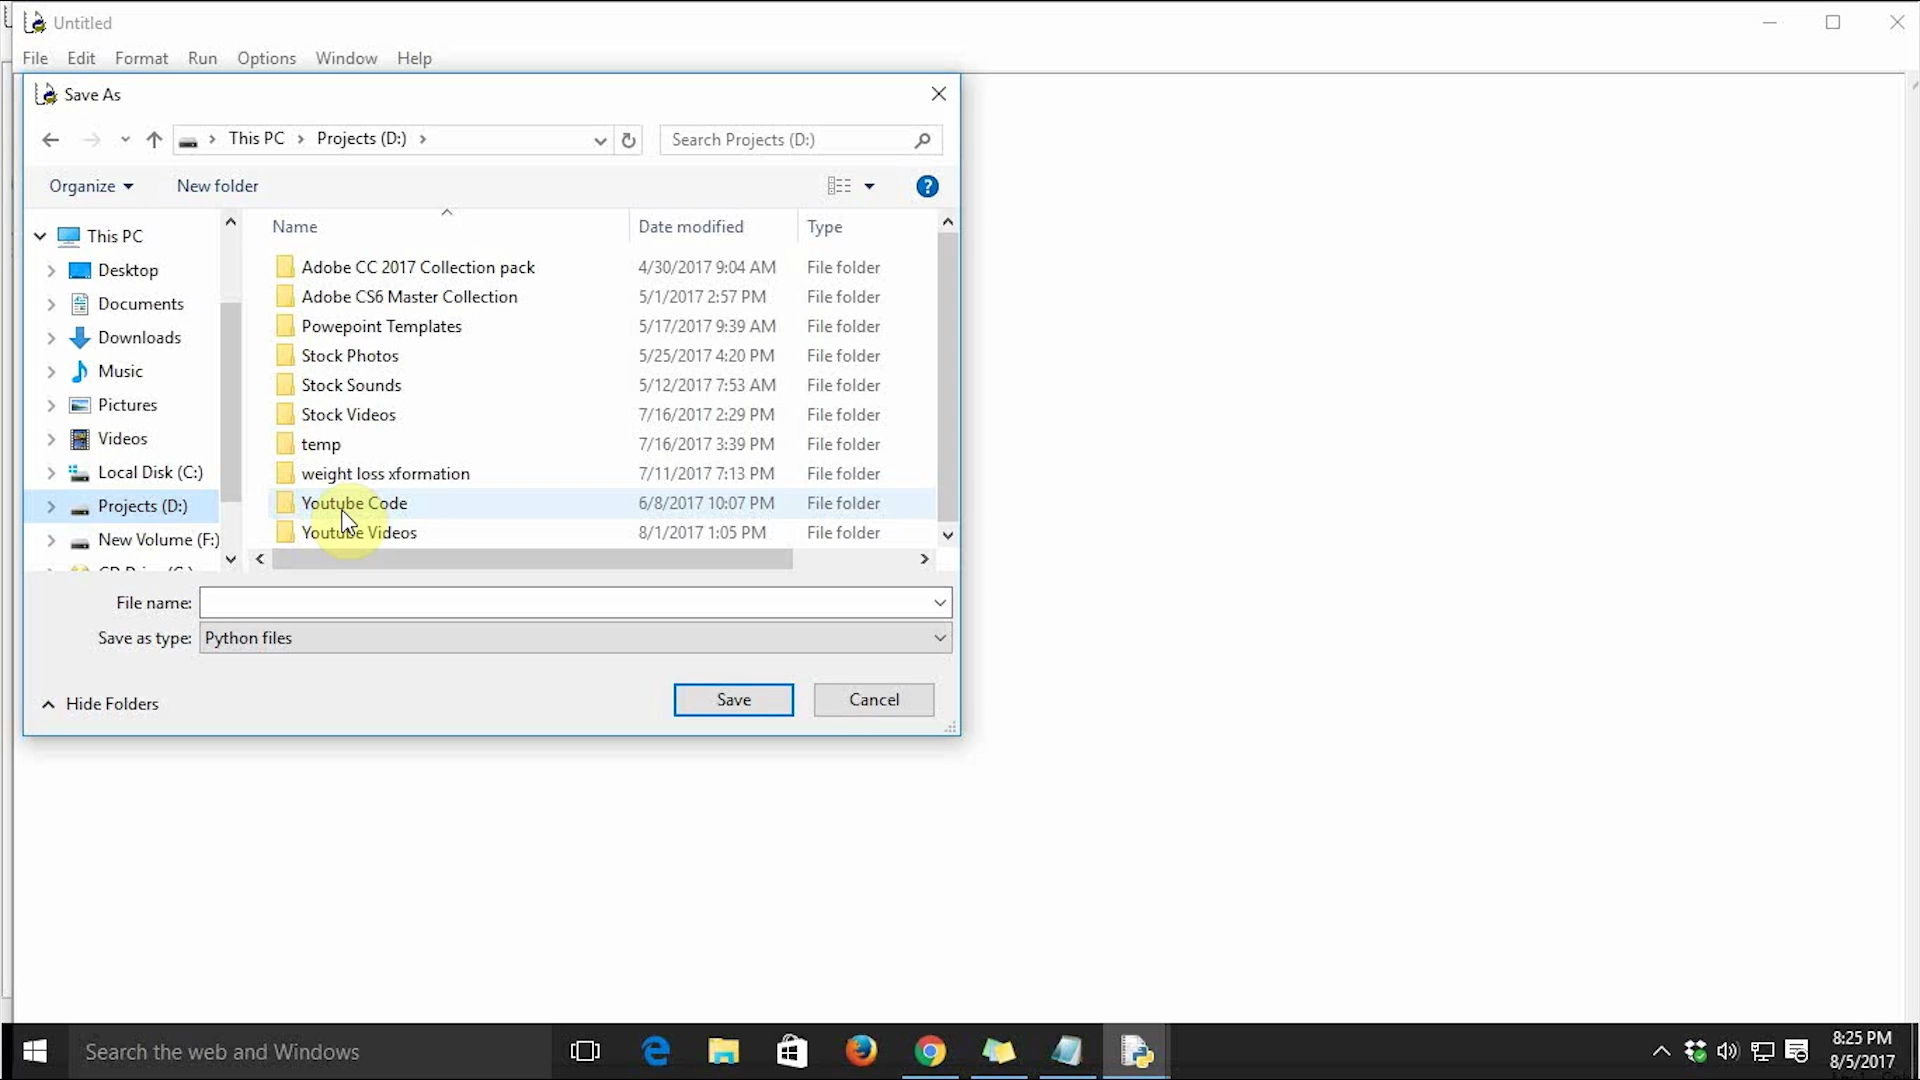 Untitled
File Edit Format Run Options Window Help
Save As
This PC Projects (D:)
Search Projects (D:)
Organize New folder
Name Date modified Type
This PC
Desktop
Documents
Downloads
Music
Pictures
Videos
Local Disk (C:)
Projects (D:)
New Volume (F:)
Adobe CC 2017 Collection pack 4/30/2017 9:04 AM File folder
Adobe CS6 Master Collection 5/1/2017 2:57 PM File folder
Powepoint Templates 5/17/2017 9:39 AM File folder
Stock Photos 5/25/2017 4:20 PM File folder
Stock Sounds 5/12/2017 7:53 AM File folder
Stock Videos 7/16/2017 2:29 PM File folder
temp 7/16/2017 3:39 PM File folder
weight loss xformation 7/11/2017 7:13 PM File folder
Youtube Code 6/8/2017 10:07 PM File folder
Youtube Videos 8/1/2017 1:05 PM File folder
File name:
Save as type: Python files
Hide Folders
Save Cancel
Search the web and Windows
8:25 PM
8/5/2017